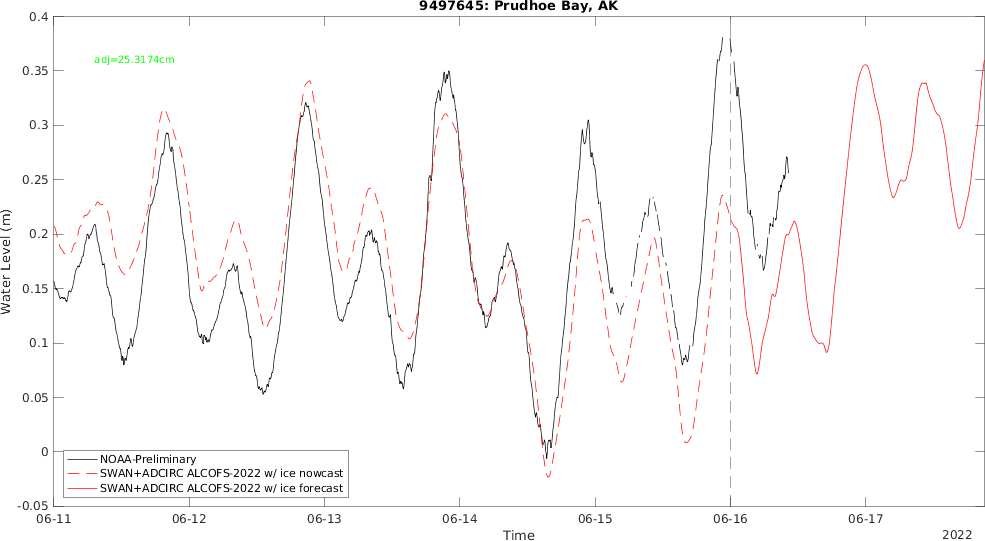 9497645: Prudhoe Bay, AK
0.4
0.35
0.3
0.25
0.2
0.15
0.1
0.05
0
-0.05
Water Level (m)
adj=25.3174cm
NOAA-Preliminary
SWAN+ADCIRC ALCOFS-2022 w/ ice nowcast
SWAN+ADCIRC ALCOFS-2022 w/ ice forecast
06-11 06-12 06-13 06-14 06-15 06-16 06-17
Time
2022